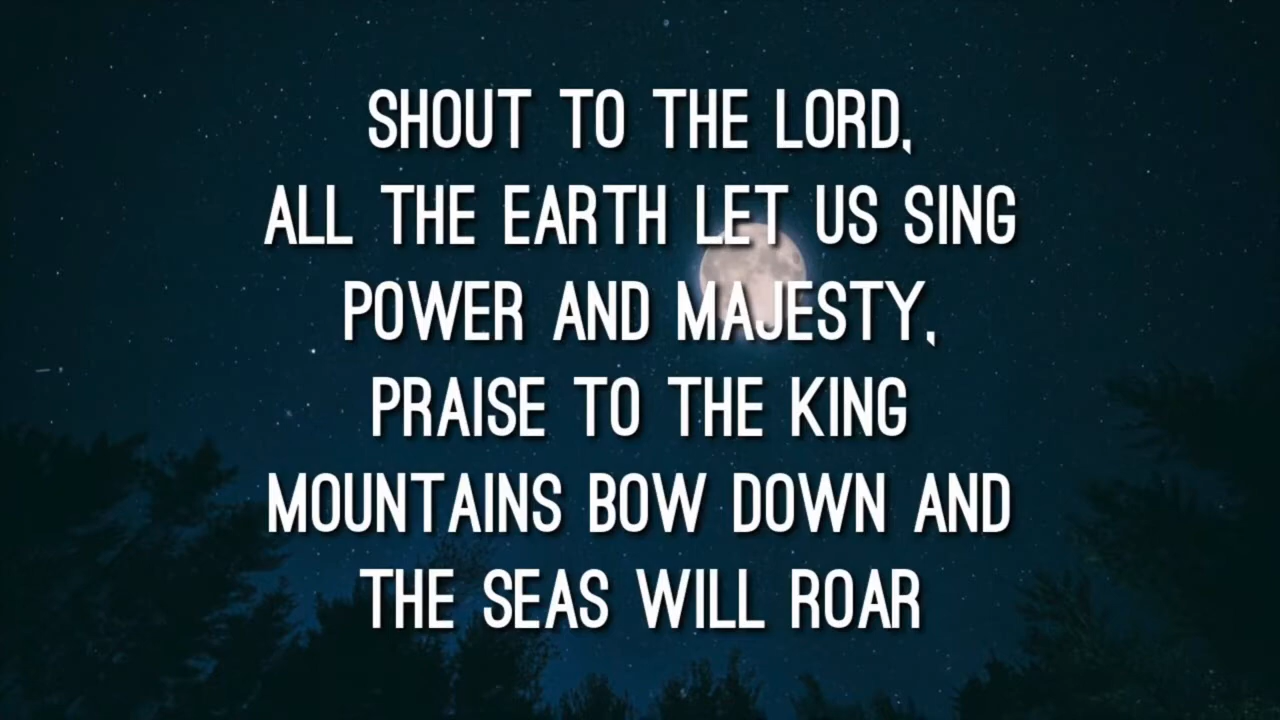 SHOUT TO THE LORD,
ALL THE EARTH LET US SING
POWER AND MAJESTY,
PRAISE TO THE KING
MOUNTAINS BOW DOWN AND
THE SEAS WILL ROAR